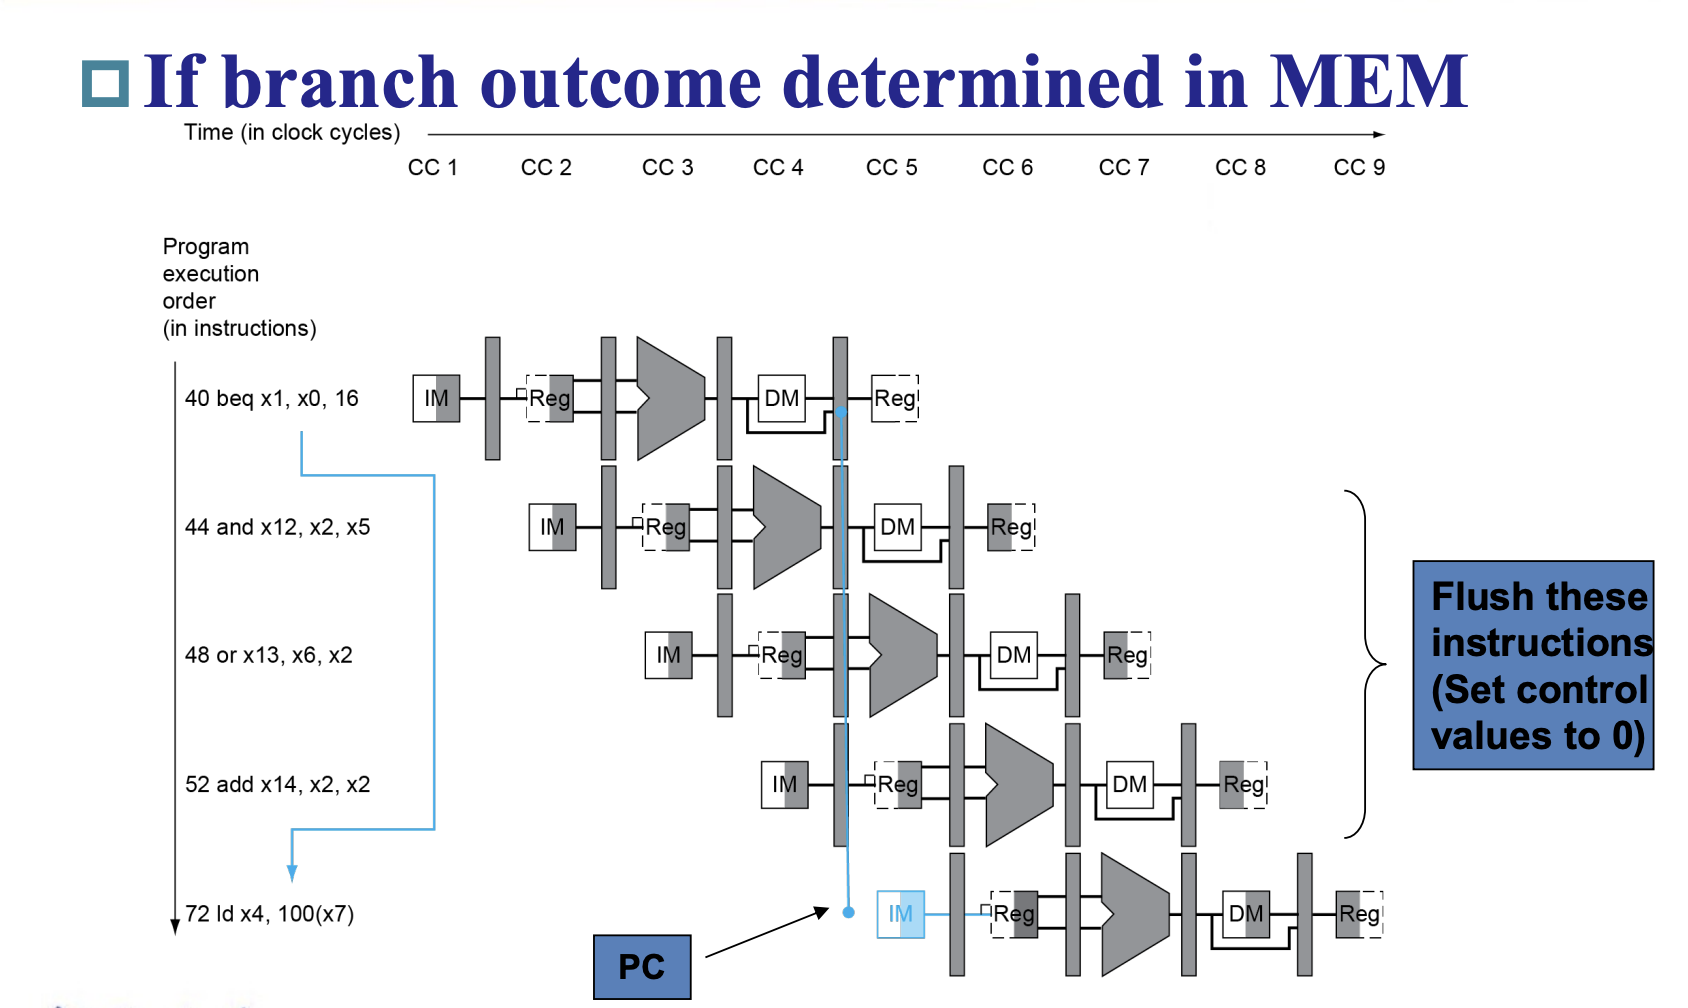 If branch outcome determined in MEM
Time (in clock cycles)
CC 1 CC 2 CC 3 CC 4 CC 5 CC 6 CC 7 CC 8 CC 9
Program
execution
order
(in instructions)
40 beq x1, x0, 16
IM Reg DM Reg
44 and x12, x2, x5
IM Reg DM Reg
48 or x13, x6, x2
IM Reg DM Reg
52 add x14, x2, x2
IM Reg DM Reg
72 ld x4, 100(x7)
IM Reg DM Reg
Flush these
instructions
(Set control
values to 0)
PC